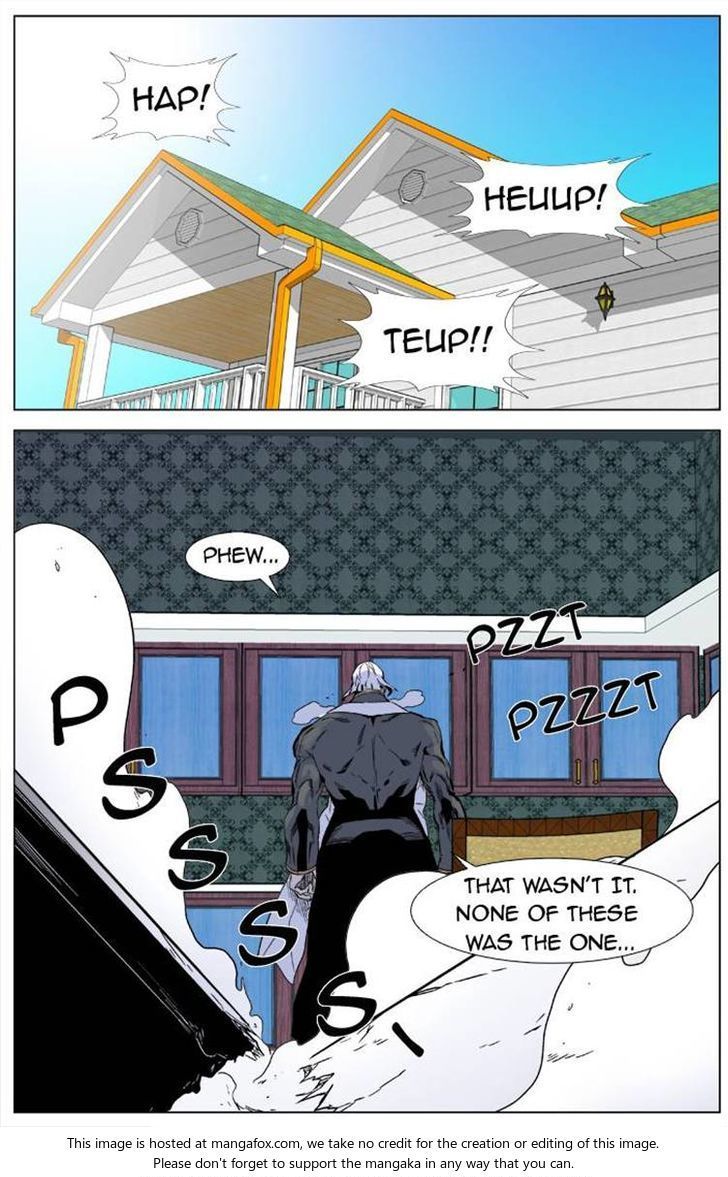 HAP!
HEUUP!
TEUP!!
PHEW...
PZZT
PZZZT
PSSSS
THAT WASN'T IT.
NONE OF THESE
WAS THE ONE...
This image is hosted at mangafox.com, we take no credit for the creation or editing of this image.
Please don't forget to support the mangaka in any way that you can.